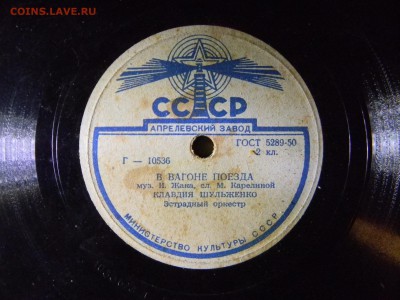 COINS.LAVE.RU
СССР
АПРЕЛЕВСКИЙ ЗАВОД
ГОСТ 5289-50
Г — 10536
2 кл.
В ВАГОНЕ ПОЕЗДА
муз. И. Жака, сл. М. Карелиной
КЛАВДИЯ ШУЛЬЖЕНКО
Эстрадный оркестр
МИНИСТЕРСТВО КУЛЬТУРЫ СССР